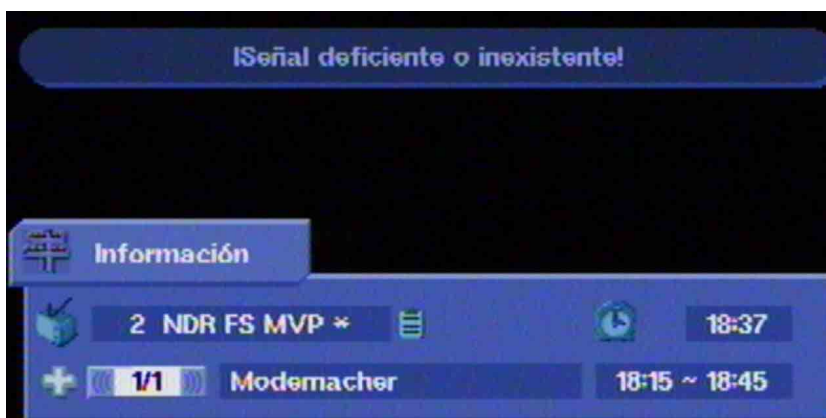 ¡Señal deficiente o inexistente!
Información
2 NDR FS MVP * 18:37
1/1 Modemacher 18:15 ~ 18:45